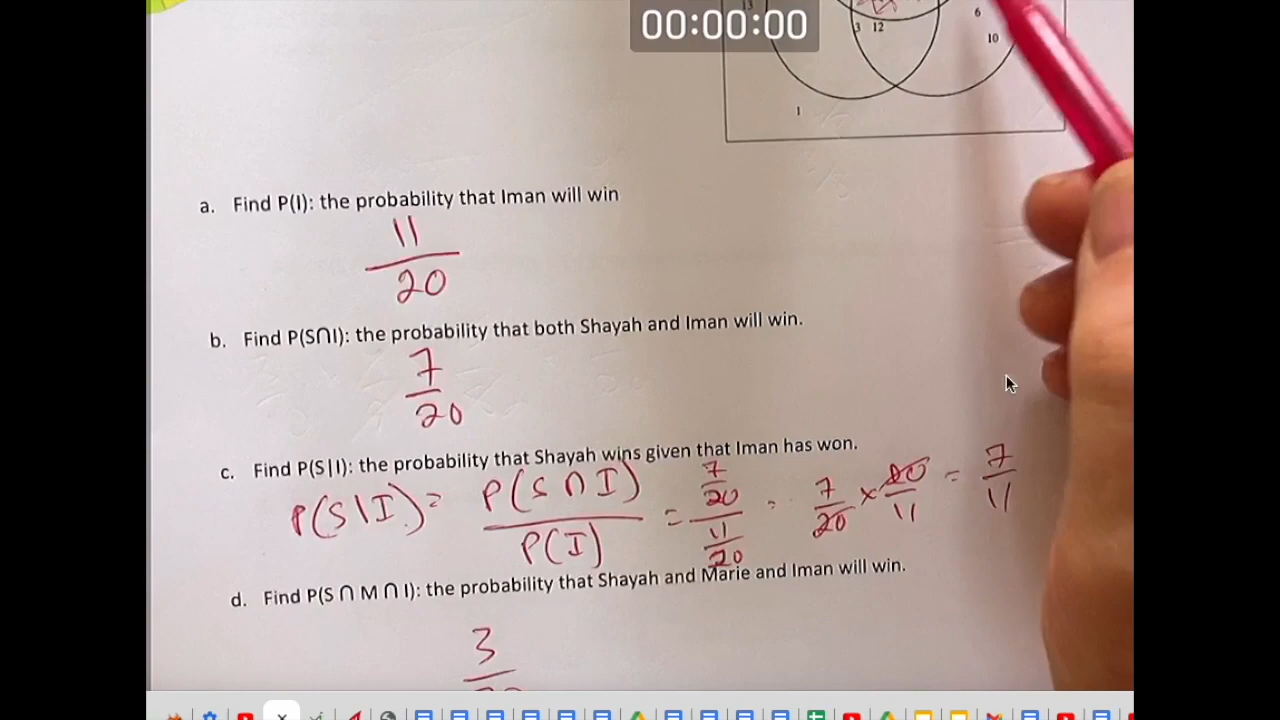 00:00:00
13
3 12
6
10
1
a. Find P(I): the probability that Iman will win
11
20
b. Find P(S∩I): the probability that both Shayah and Iman will win.
7
20
c. Find P(S|I): the probability that Shayah wins given that Iman has won.
P(S|I) = P(S ∩ I) / P(I) = 7/20 / 11/20 = 7/20 × 20/11 = 7/11
d. Find P(S ∩ M ∩ I): the probability that Shayah and Marie and Iman will win.
3